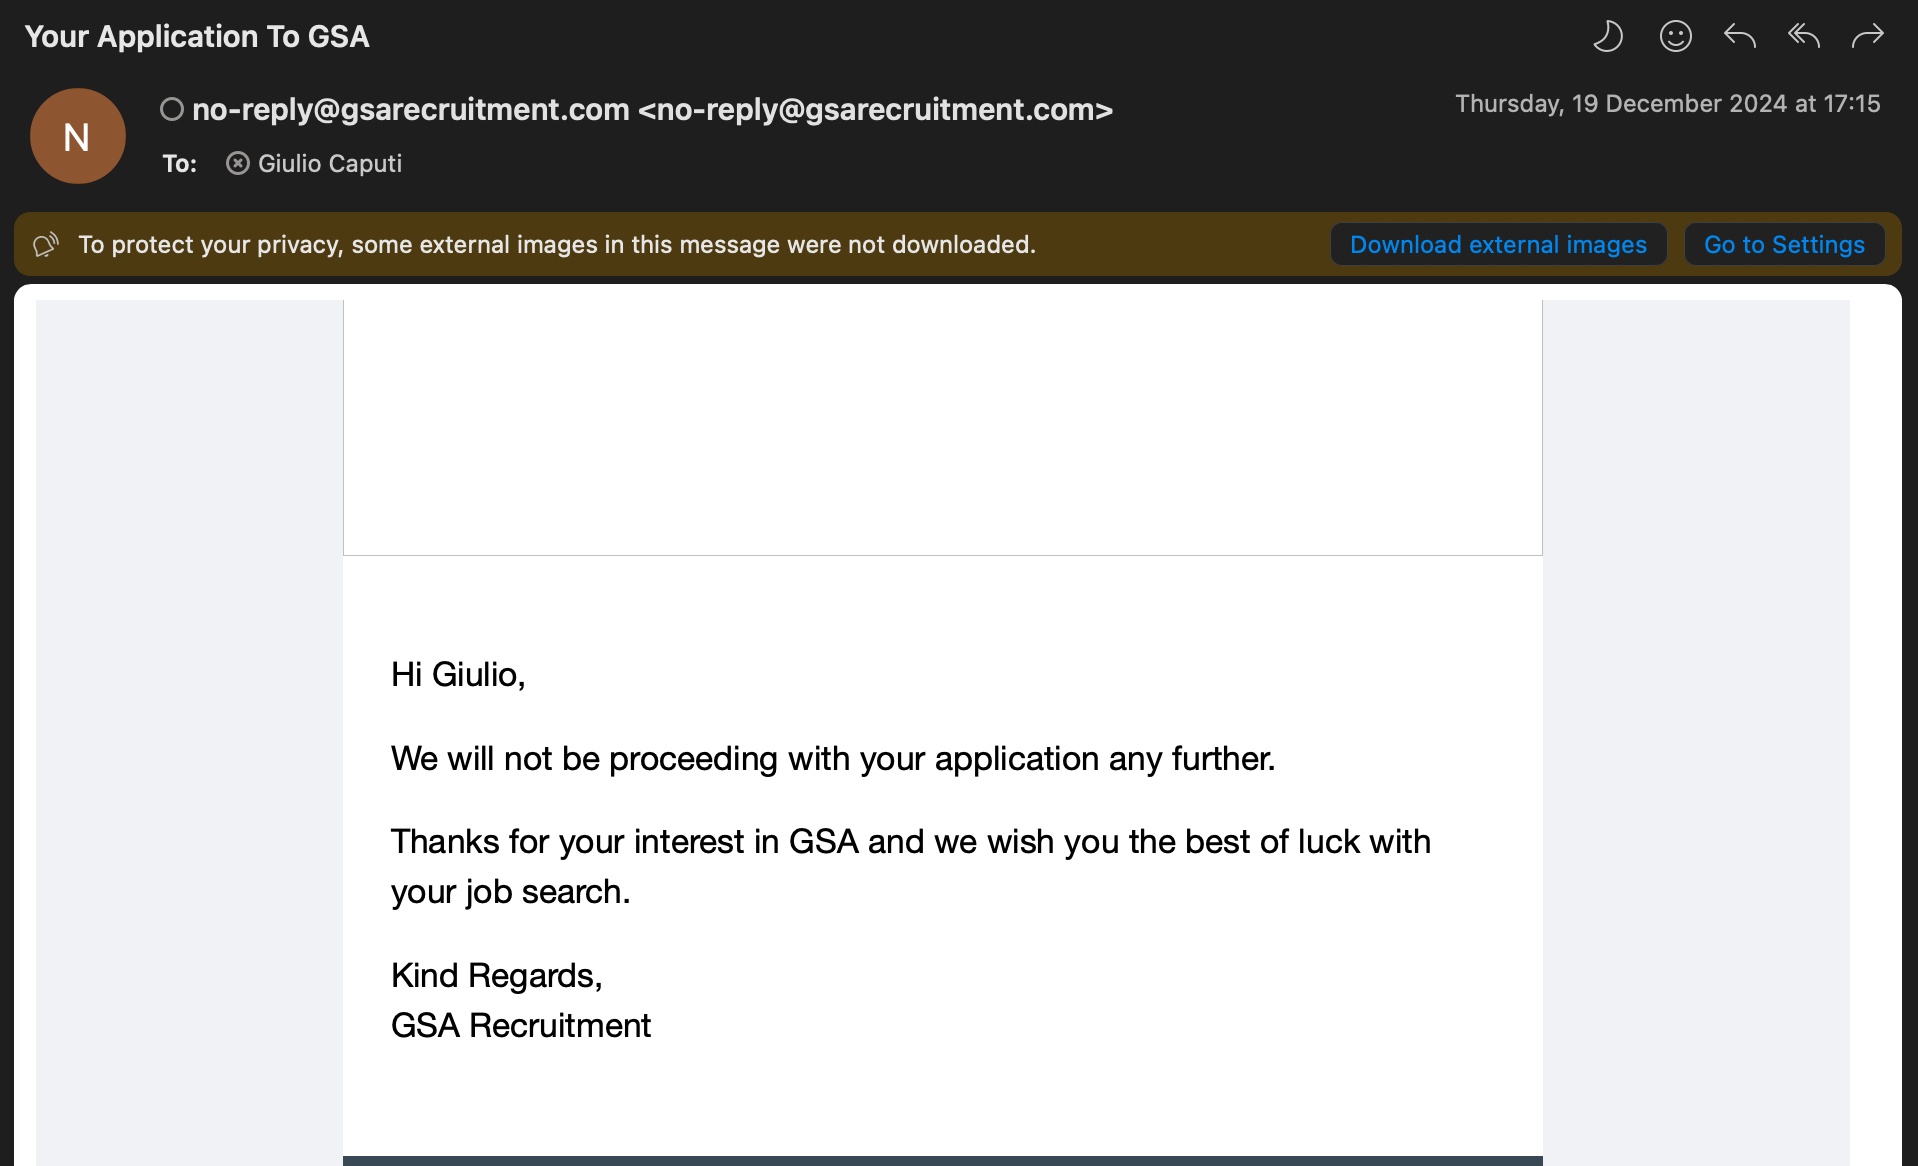 Your Application To GSA
N
no-reply@gsarecruitment.com <no-reply@gsarecruitment.com>
Thursday, 19 December 2024 at 17:15
To: Giulio Caputi
To protect your privacy, some external images in this message were not downloaded.
Download external images
Go to Settings
Hi Giulio,
We will not be proceeding with your application any further.
Thanks for your interest in GSA and we wish you the best of luck with
your job search.
Kind Regards,
GSA Recruitment